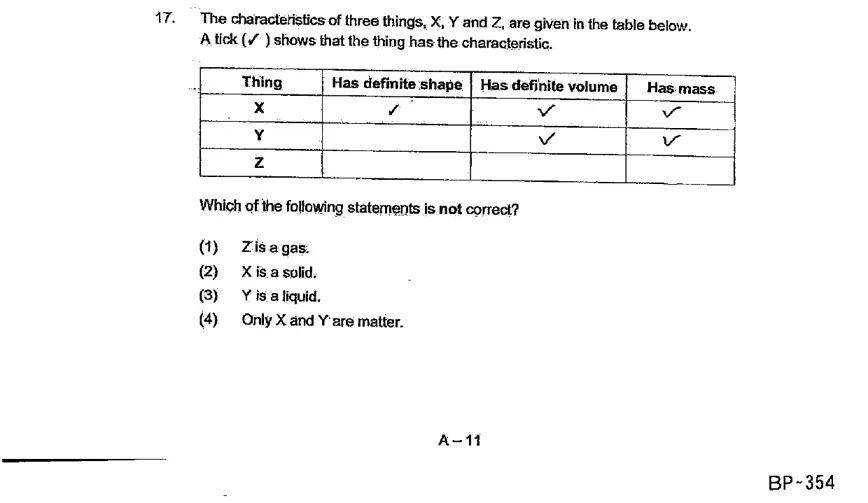 17. The characteristics of three things, X, Y and Z, are given in the table below.
A tick (✓ ) shows that the thing has the characteristic.
Thing Has definite shape Has definite volume Has mass
X ✓ ✓ ✓
Y ✓ ✓
Z
Which of the following statements is not correct?
(1) Z is a gas.
(2) X is a solid.
(3) Y is a liquid.
(4) Only X and Y are matter.
A – 11
BP-354